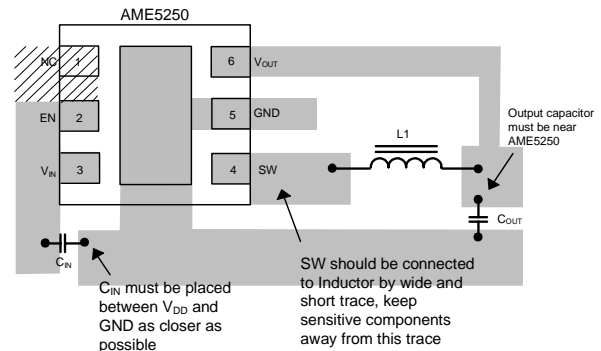 AME5250
NC 1
6 VOUT
EN 2
5 GND
VIN 3
4 SW
L1
Output capacitor
must be near
AME5250
COUT
CIN
CIN must be placed
between VDD and
GND as closer as
possible
SW should be connected
to Inductor by wide and
short trace, keep
sensitive components
away from this trace